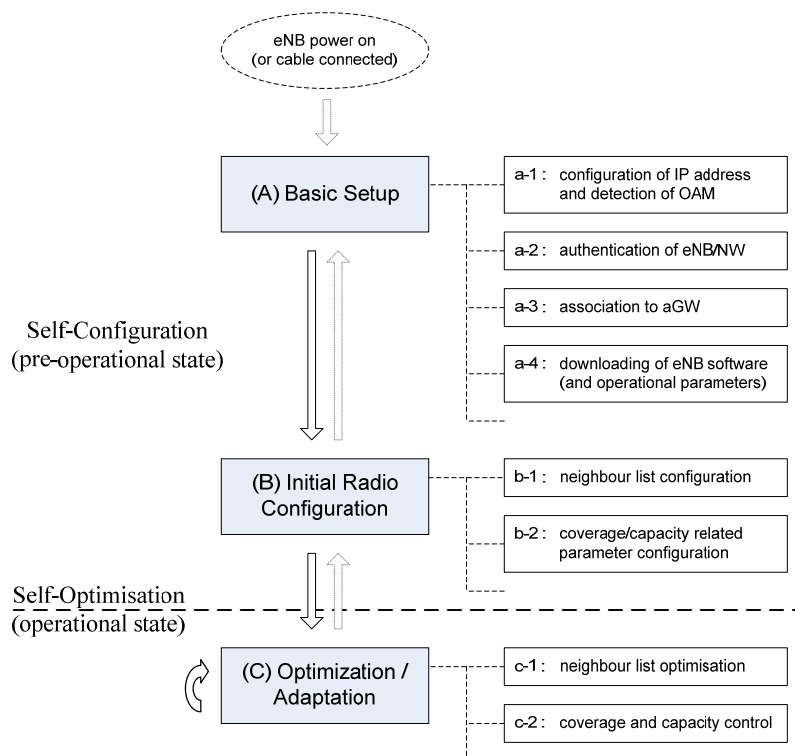 eNB power on
(or cable connected)
(A) Basic Setup
a-1 : configuration of IP address
and detection of OAM
a-2 : authentication of eNB/NW
a-3 : association to aGW
a-4 : downloading of eNB software
(and operational parameters)
Self-Configuration
(pre-operational state)
(B) Initial Radio
Configuration
b-1 : neighbour list configuration
b-2 : coverage/capacity related
parameter configuration
Self-Optimisation
(operational state)
(C) Optimization /
Adaptation
c-1 : neighbour list optimisation
c-2 : coverage and capacity control